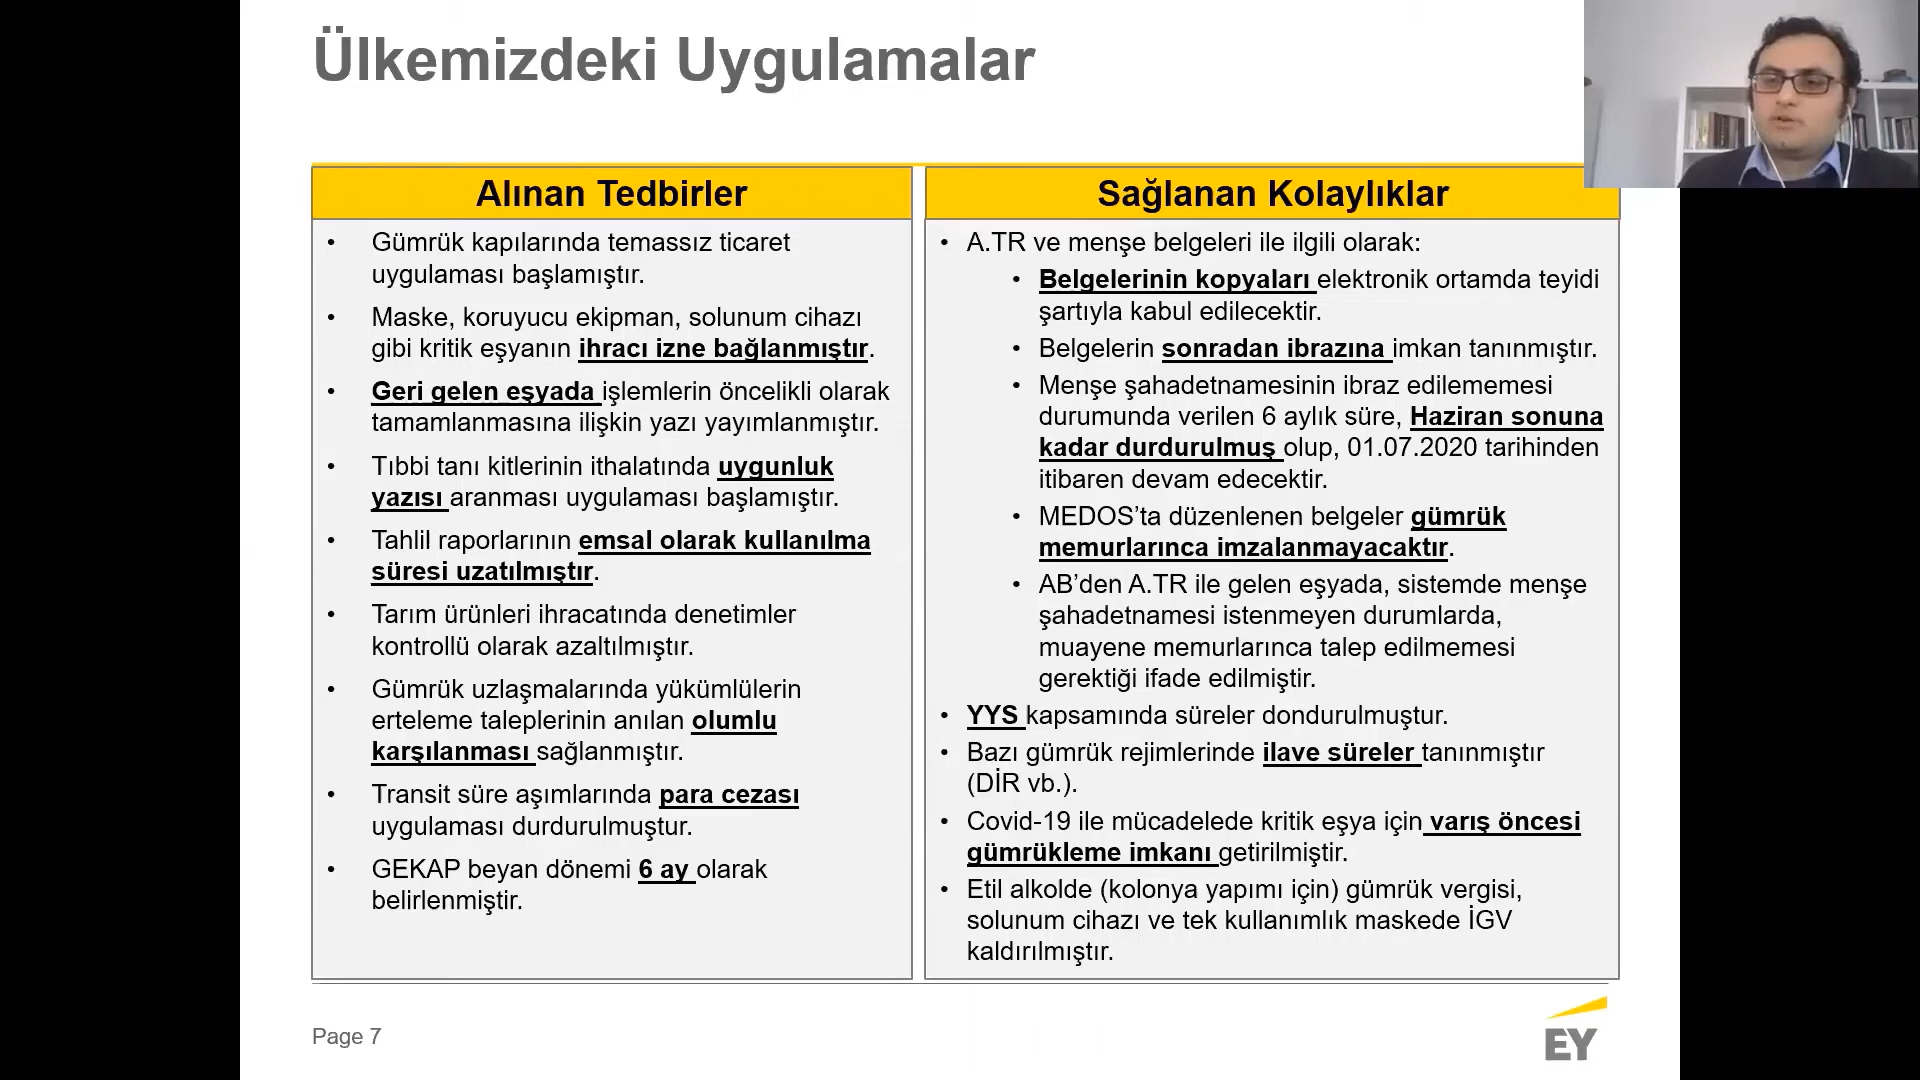 Ülkemizdeki Uygulamalar
Alınan Tedbirler
• Gümrük kapılarında temassız ticaret
uygulaması başlamıştır.
• Maske, koruyucu ekipman, solunum cihazı
gibi kritik eşyanın ihracı izne bağlanmıştır.
• Geri gelen eşyada işlemlerin öncelikli olarak
tamamlanmasına ilişkin yazı yayımlanmıştır.
• Tıbbi tanı kitlerinin ithalatında uygunluk
yazısı aranması uygulaması başlamıştır.
• Tahlil raporlarının emsal olarak kullanılma
süresi uzatılmıştır.
• Tarım ürünleri ihracatında denetimler
kontrollü olarak azaltılmıştır.
• Gümrük uzlaşmalarında yükümlülerin
erteleme taleplerinin anılan olumlu
karşılanması sağlanmıştır.
• Transit süre aşımlarında para cezası
uygulaması durdurulmuştur.
• GEKAP beyan dönemi 6 ay olarak
belirlenmiştir.
Sağlanan Kolaylıklar
• A.TR ve menşe belgeleri ile ilgili olarak:
• Belgelerinin kopyaları elektronik ortamda teyidi
şartıyla kabul edilecektir.
• Belgelerin sonradan ibrazına imkan tanınmıştır.
• Menşe şahadetnamesinin ibraz edilememesi
durumunda verilen 6 aylık süre, Haziran sonuna
kadar durdurulmuş olup, 01.07.2020 tarihinden
itibaren devam edecektir.
• MEDOS’ta düzenlenen belgeler gümrük
memurlarınca imzalanmayacaktır.
• AB’den A.TR ile gelen eşyada, sistemde menşe
şahadetnamesi istenmeyen durumlarda,
muayene memurlarınca talep edilmemesi
gerektiği ifade edilmiştir.
• YYS kapsamında süreler dondurulmuştur.
• Bazı gümrük rejimlerinde ilave süreler tanınmıştır
(DİR vb.).
• Covid-19 ile mücadelede kritik eşya için varış öncesi
gümrükleme imkanı getirilmiştir.
• Etil alkolde (kolonya yapımı için) gümrük vergisi,
solunum cihazı ve tek kullanımlık maskede İGV
kaldırılmıştır.
Page 7
EY